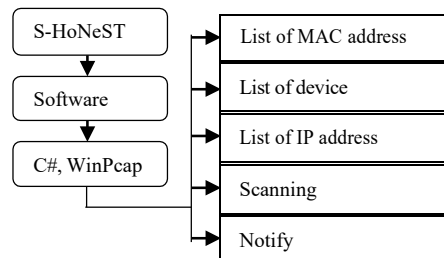 S-HoNeST
Software
C#, WinPcap
List of MAC address
List of device
List of IP address
Scanning
Notify